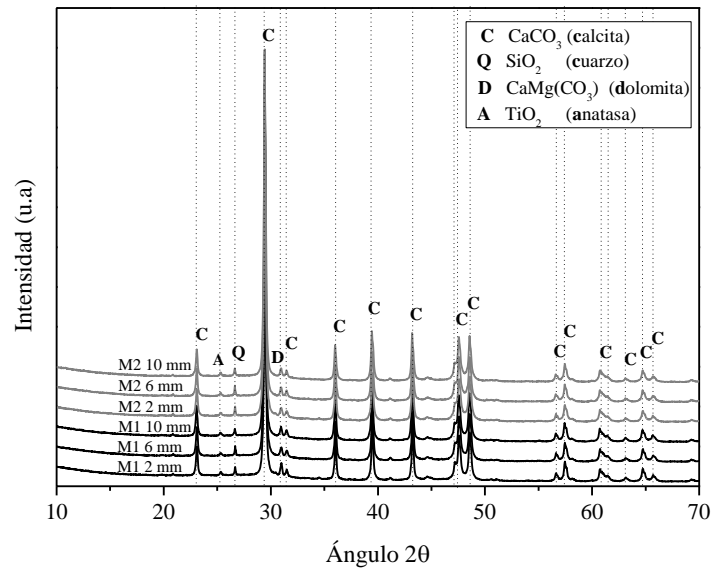 C CaCO₃ (calcita)
Q SiO₂ (cuarzo)
D CaMg(CO₃) (dolomita)
A TiO₂ (anatasa)
C
C
A
Q
D
C
C
C
C
C
C
C
C
C
C
C
C
M2 10 mm
M2 6 mm
M2 2 mm
M1 10 mm
M1 6 mm
M1 2 mm
Intensidad (u.a)
10 20 30 40 50 60 70
Ángulo 2θ